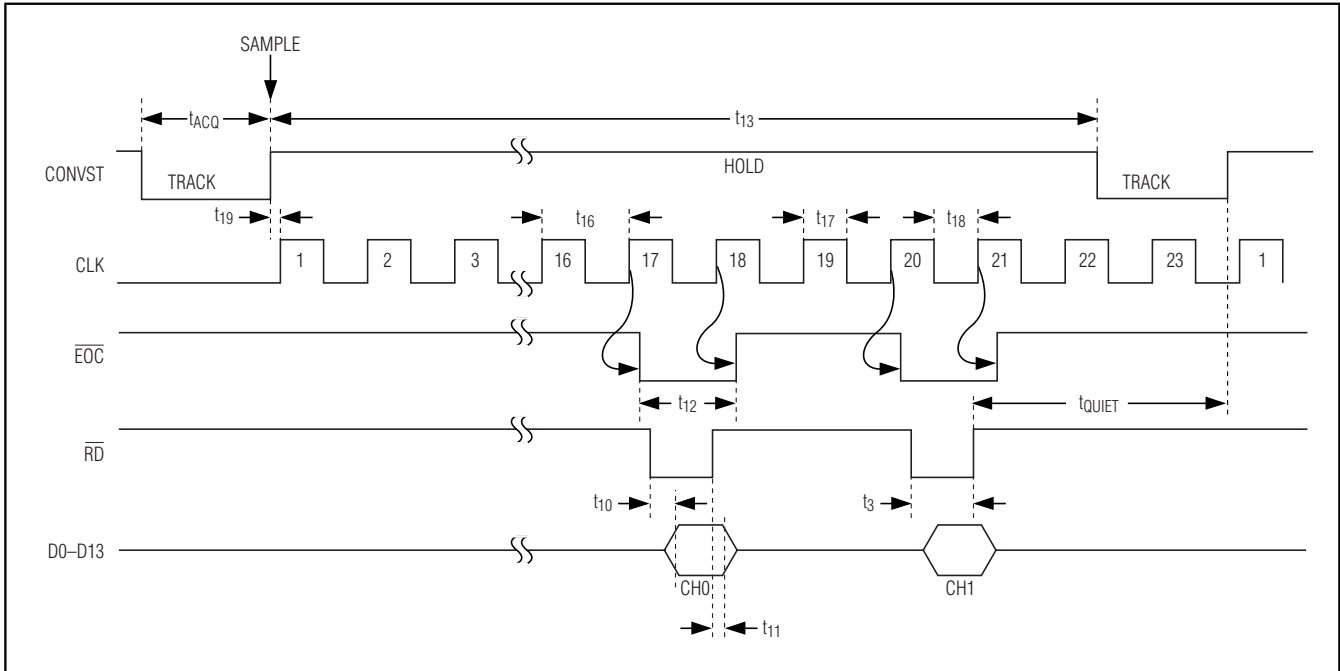 SAMPLE
tACQ
t13
CONVST
TRACK
HOLD
TRACK
t19
t16
t17
t18
CLK
1 2 3 16 17 18 19 20 21 22 23 1
EOC
t12
tQUIET
RD
t10
t3
D0–D13
CH0
CH1
t11